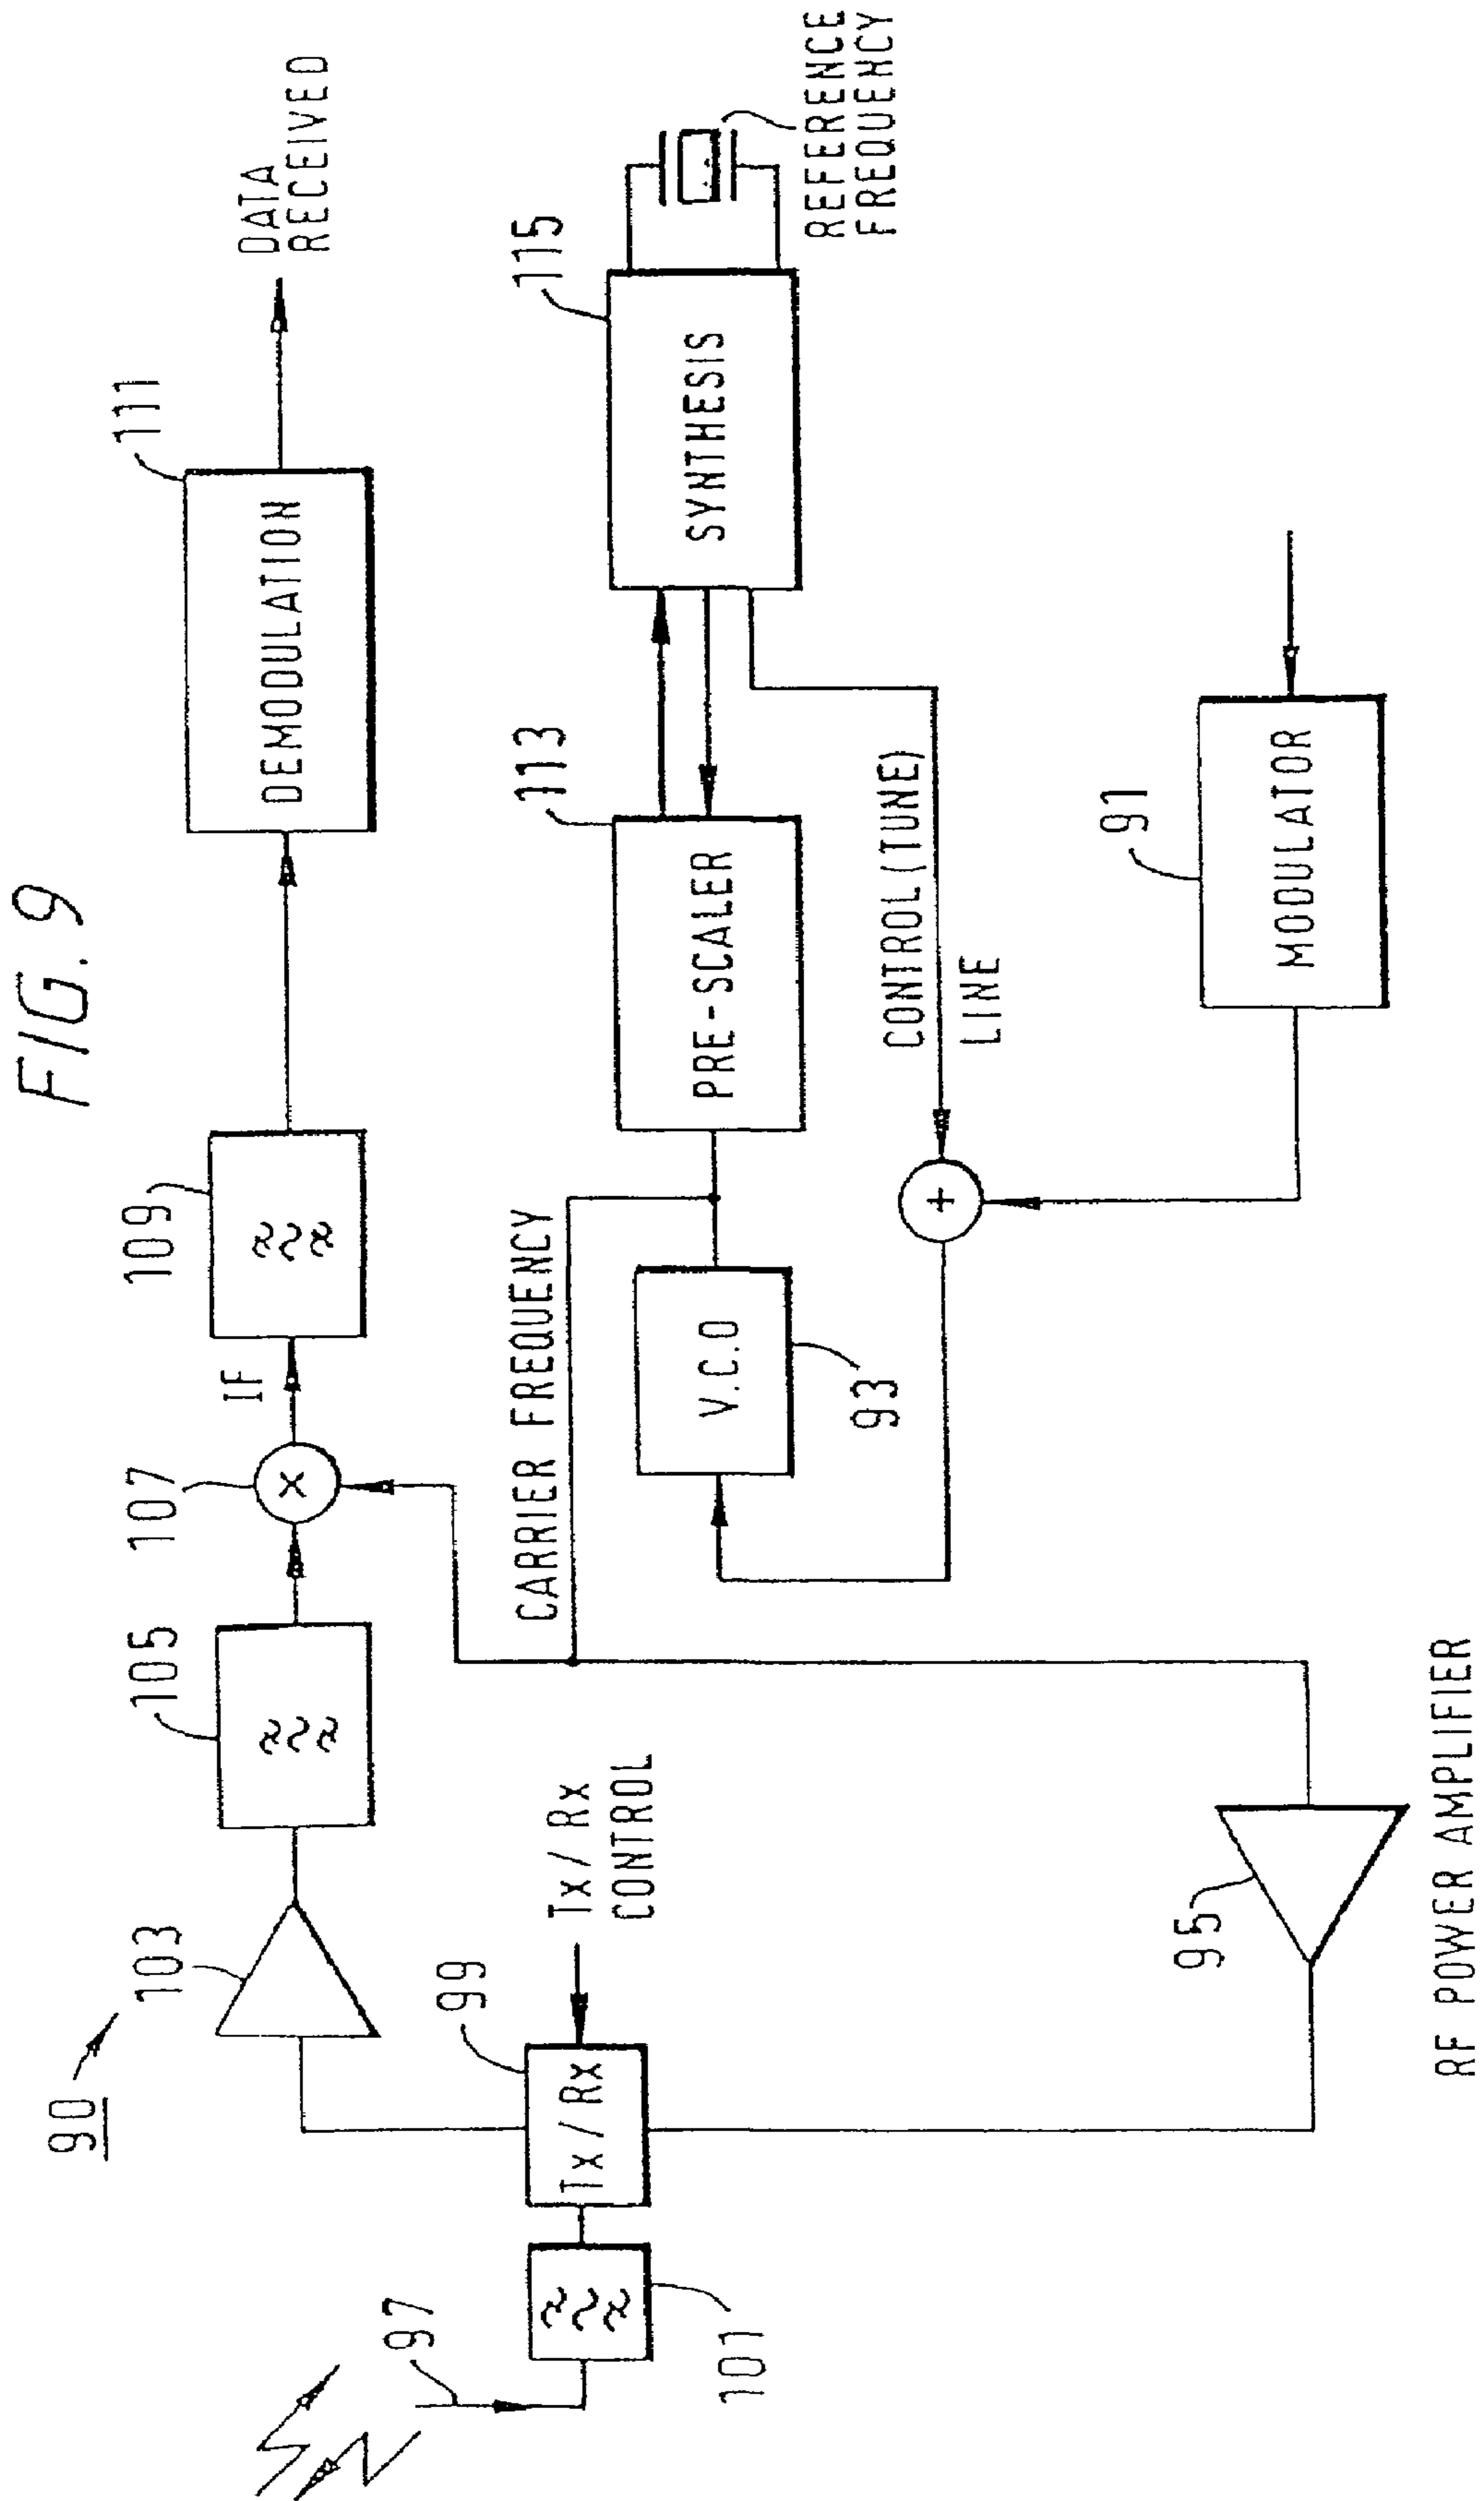 FIG. 9
90
103
105
107
IF
109
111
DEMODULATION
DATA
RECEIVED
97
101
99
Tx/Rx
Tx/Rx
CONTROL
CARRIER FREQUENCY
V.C.O
93
113
PRE-SCALER
115
SYNTHESIS
REFERENCE
FREQUENCY
CONTROL(TUNE)
LINE
+
×
91
MODULATOR
95
RF POWER AMPLIFIER